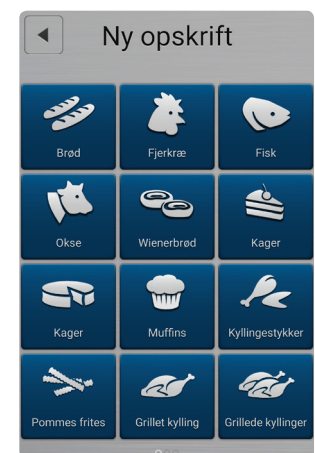 Ny opskrift
Brød
Fjerkræ
Fisk
Okse
Wienerbrød
Kager
Kager
Muffins
Kyllingestykker
Pommes frites
Grillet kylling
Grillede kyllinger